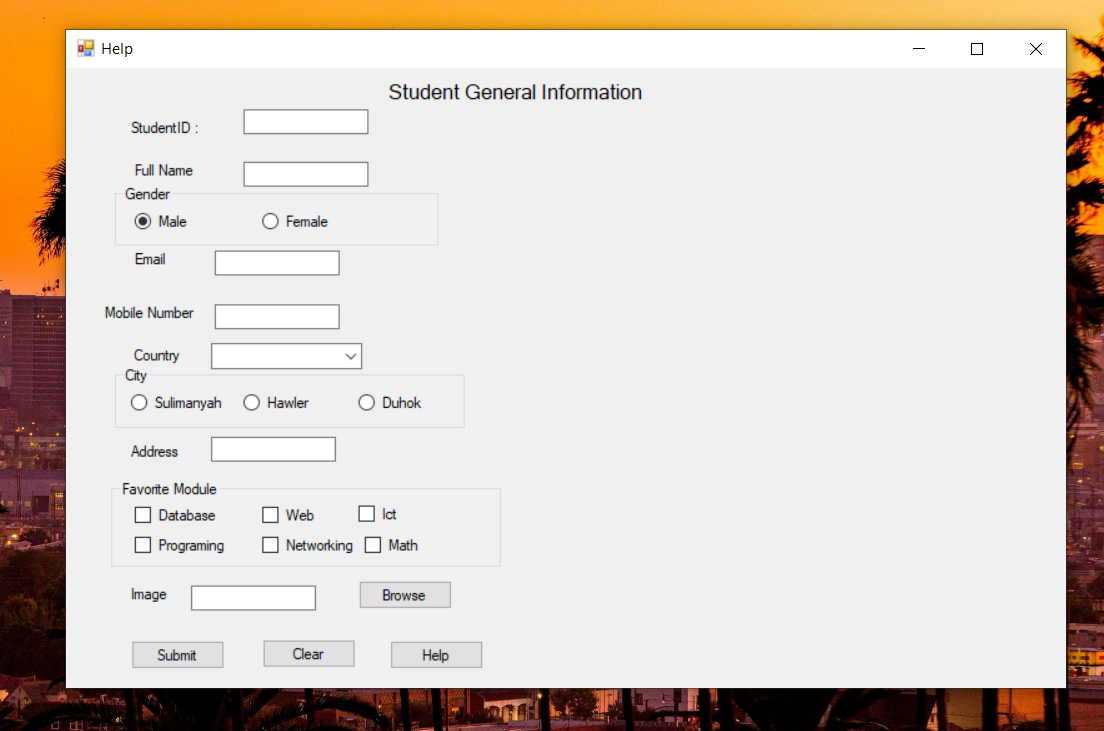 Help
Student General Information
StudentID :
Full Name
Gender
Male Female
Email
Mobile Number
Country
City
Sulimanyah Hawler Duhok
Address
Favorite Module
Database Web Ict
Programing Networking Math
Image Browse
Submit Clear Help